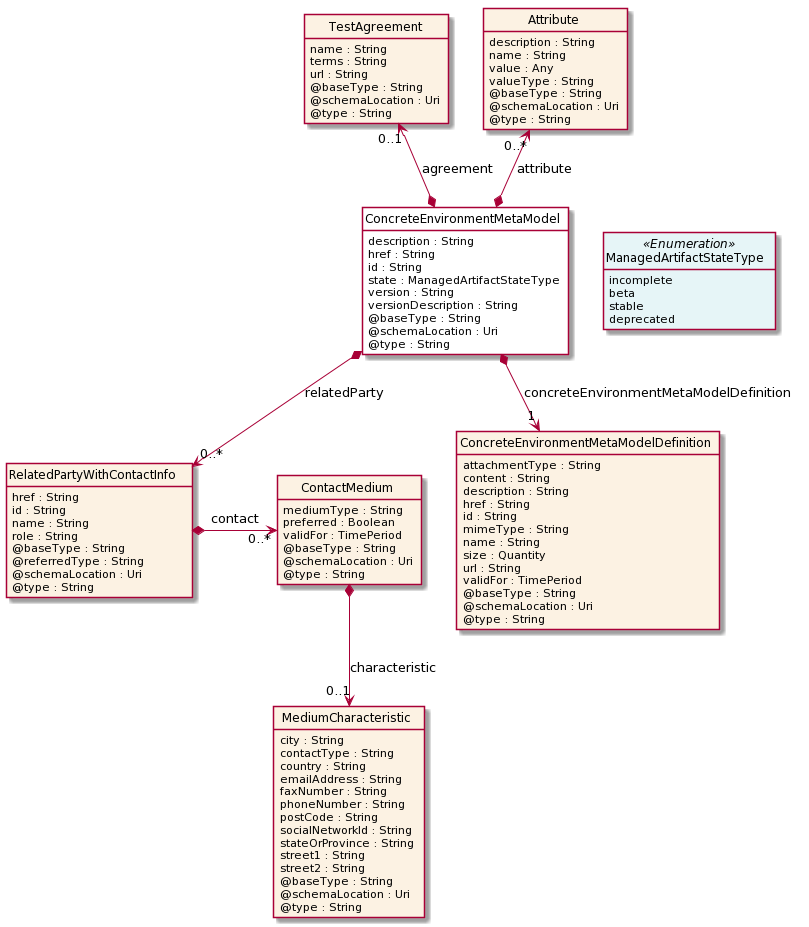 TestAgreement
name : String
terms : String
url : String
@baseType : String
@schemaLocation : Uri
@type : String
Attribute
description : String
name : String
value : Any
valueType : String
@baseType : String
@schemaLocation : Uri
@type : String
0..1
0..*
agreement
attribute
ConcreteEnvironmentMetaModel
description : String
href : String
id : String
state : ManagedArtifactStateType
version : String
versionDescription : String
@baseType : String
@schemaLocation : Uri
@type : String
«Enumeration»
ManagedArtifactStateType
incomplete
beta
stable
deprecated
relatedParty
concreteEnvironmentMetaModelDefinition
0..*
1
RelatedPartyWithContactInfo
href : String
id : String
name : String
role : String
@baseType : String
@referredType : String
@schemaLocation : Uri
@type : String
contact
0..*
ContactMedium
mediumType : String
preferred : Boolean
validFor : TimePeriod
@baseType : String
@schemaLocation : Uri
@type : String
ConcreteEnvironmentMetaModelDefinition
attachmentType : String
content : String
description : String
href : String
id : String
mimeType : String
name : String
size : Quantity
url : String
validFor : TimePeriod
@baseType : String
@schemaLocation : Uri
@type : String
characteristic
0..1
MediumCharacteristic
city : String
contactType : String
country : String
emailAddress : String
faxNumber : String
phoneNumber : String
postCode : String
socialNetworkId : String
stateOrProvince : String
street1 : String
street2 : String
@baseType : String
@schemaLocation : Uri
@type : String